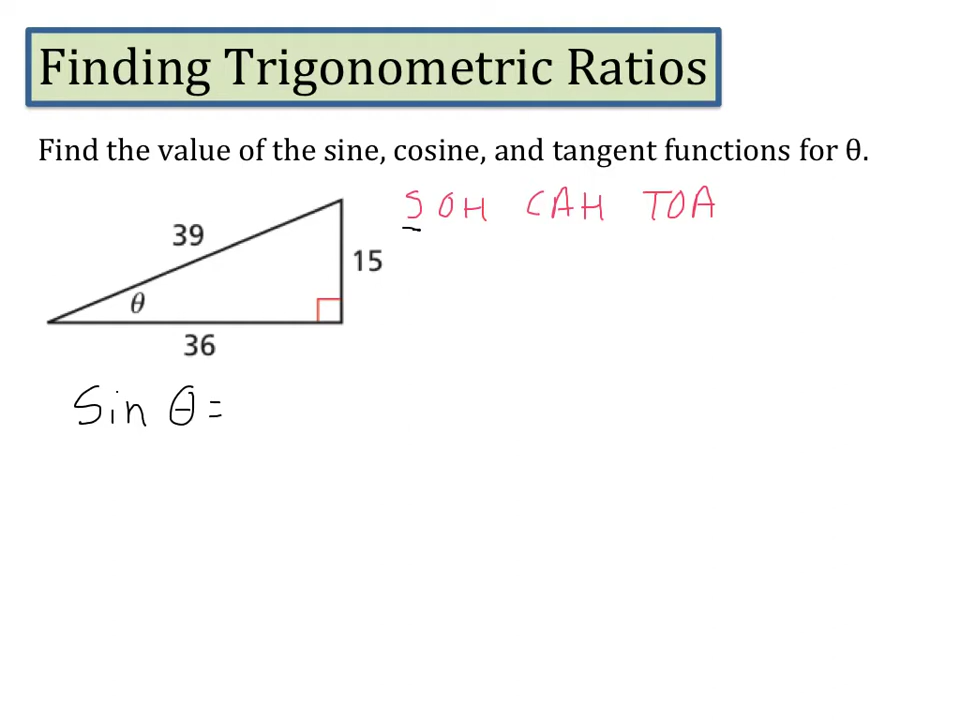 Finding Trigonometric Ratios
Find the value of the sine, cosine, and tangent functions for θ.
SOH CAH TOA
39
15
θ
36
Sin θ =